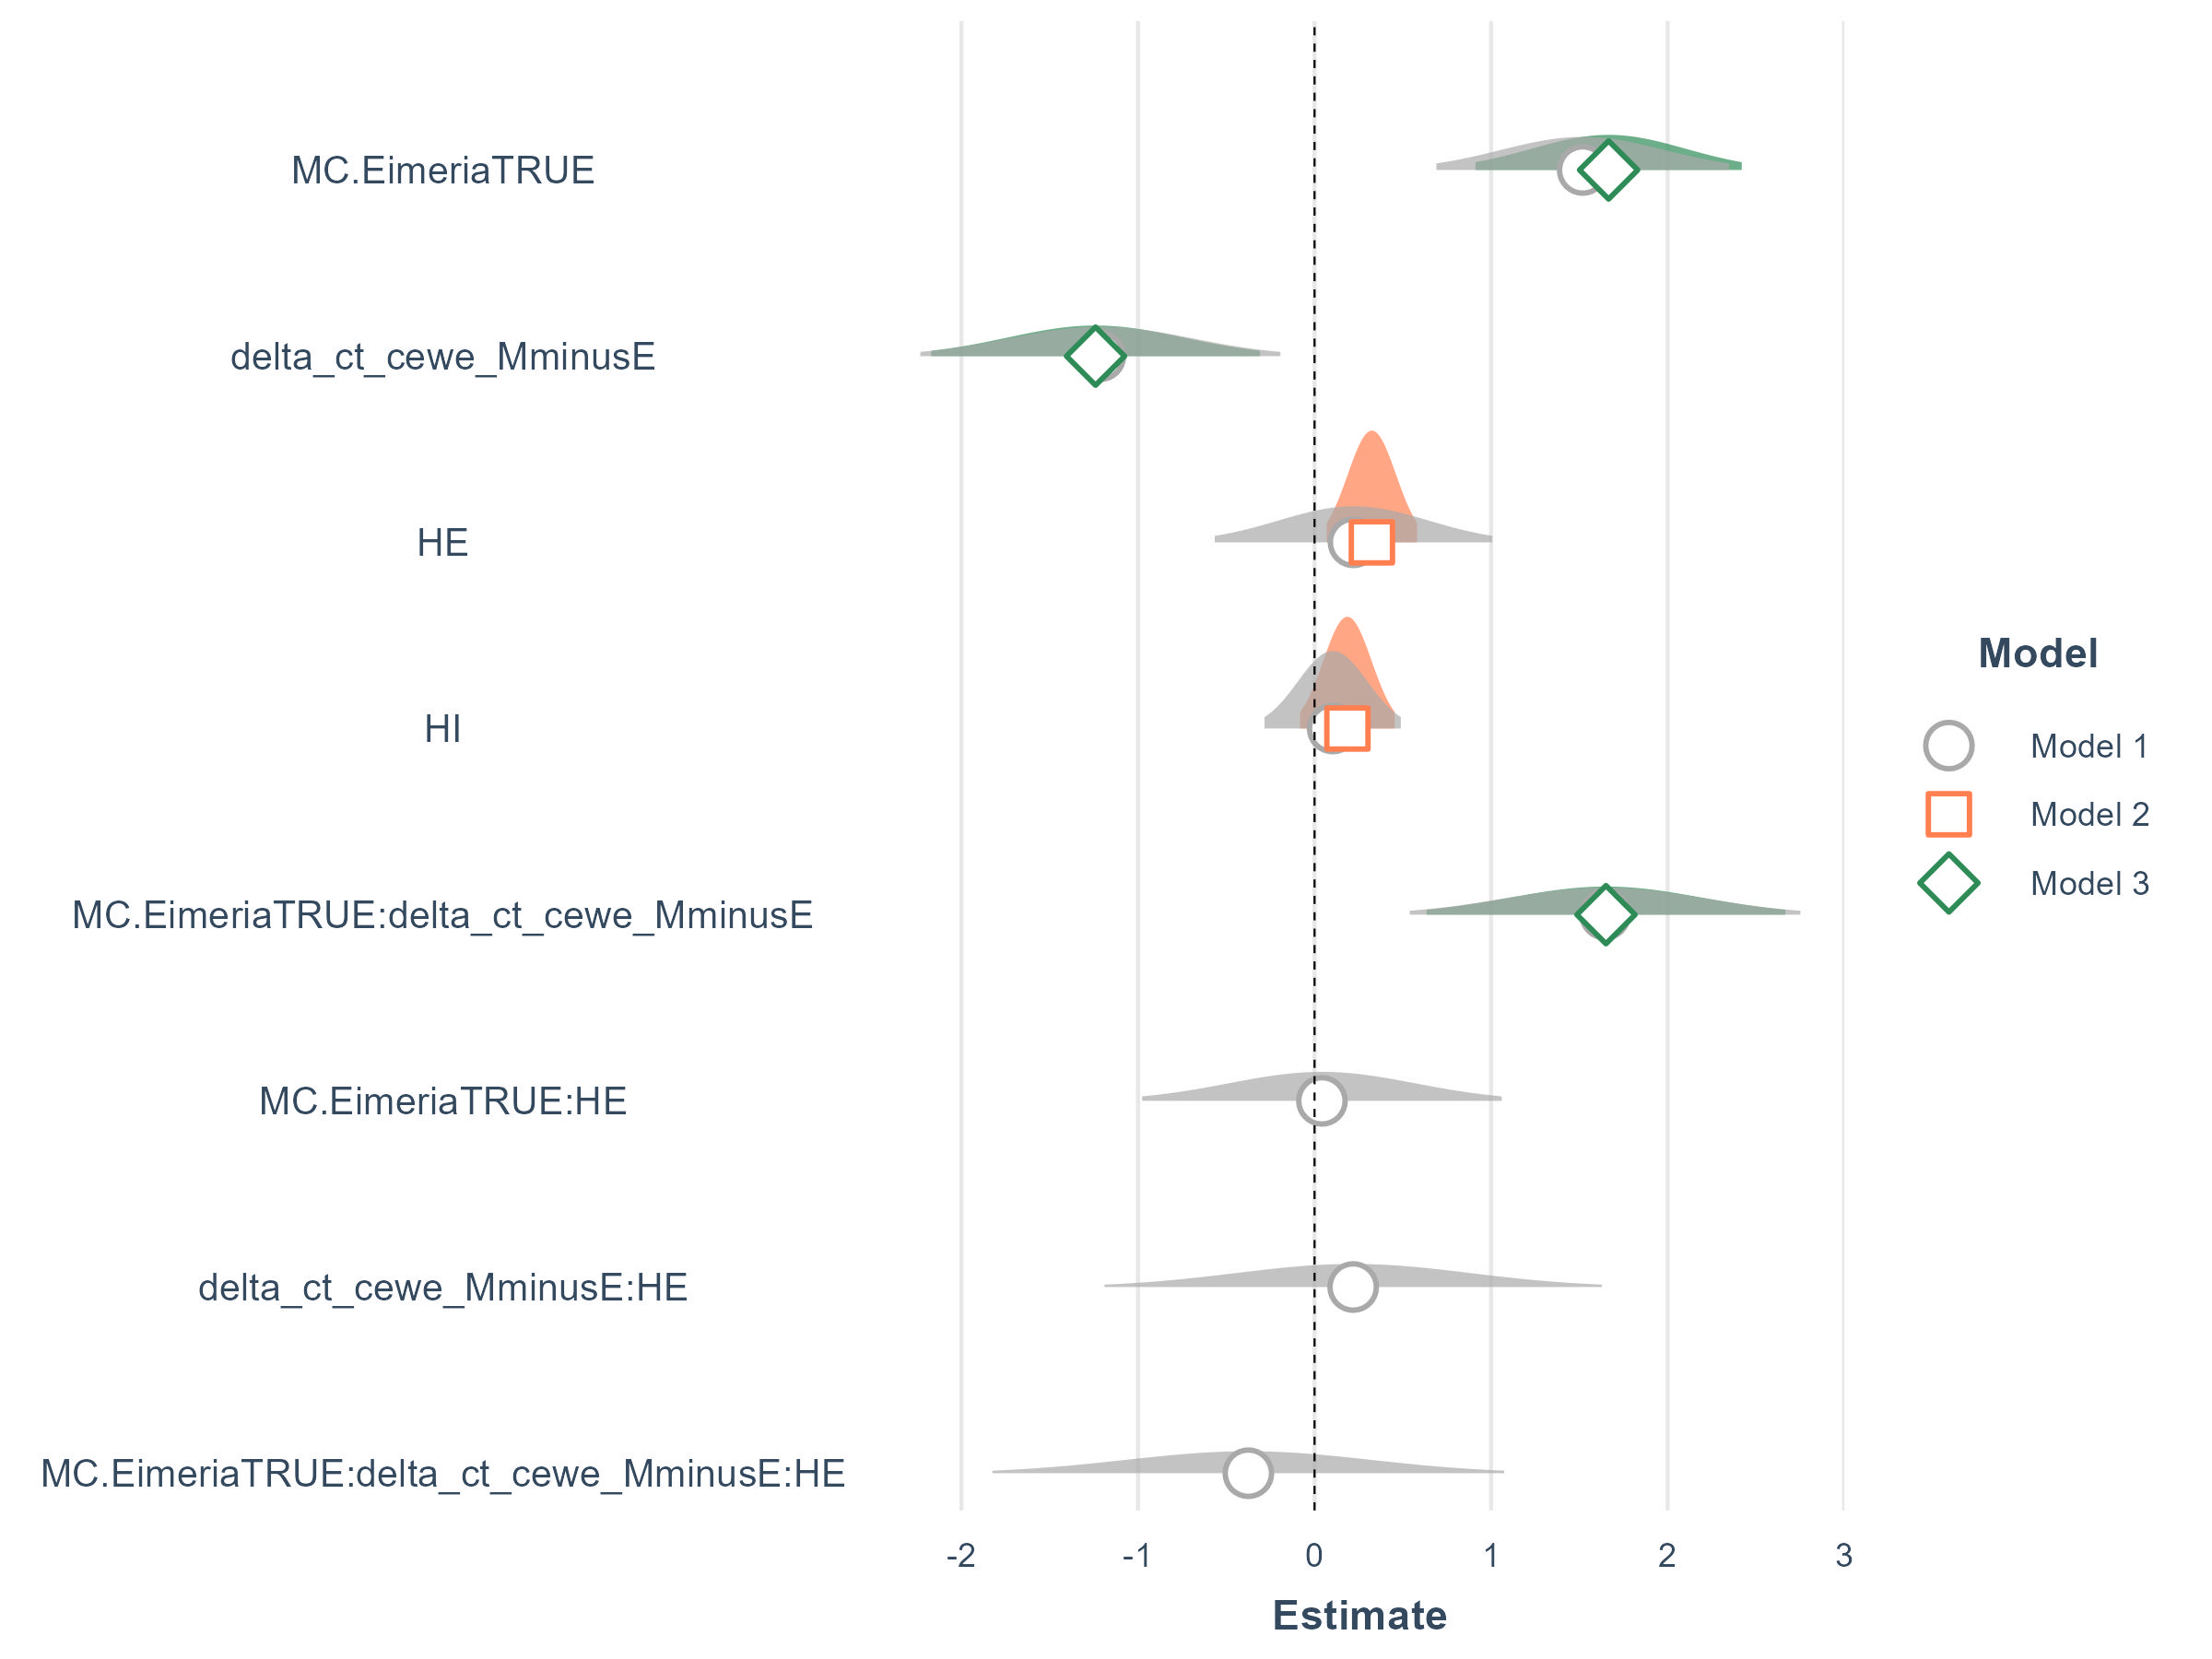 MC.EimeriaTRUE
delta_ct_cewe_MminusE
HE
HI
MC.EimeriaTRUE:delta_ct_cewe_MminusE
MC.EimeriaTRUE:HE
delta_ct_cewe_MminusE:HE
MC.EimeriaTRUE:delta_ct_cewe_MminusE:HE
-2 -1 0 1 2 3
Estimate
Model
Model 1
Model 2
Model 3